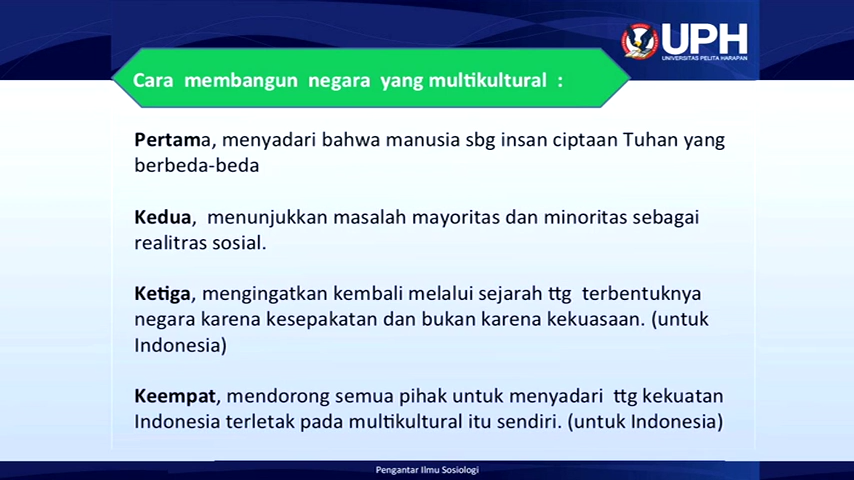 UPH
UNIVERSITAS PELITA HARAPAN
Cara membangun negara yang multikultural :
Pertama, menyadari bahwa manusia sbg insan ciptaan Tuhan yang
berbeda-beda
Kedua, menunjukkan masalah mayoritas dan minoritas sebagai
realitras sosial.
Ketiga, mengingatkan kembali melalui sejarah ttg terbentuknya
negara karena kesepakatan dan bukan karena kekuasaan. (untuk
Indonesia)
Keempat, mendorong semua pihak untuk menyadari ttg kekuatan
Indonesia terletak pada multikultural itu sendiri. (untuk Indonesia)
Pengantar Ilmu Sosiologi